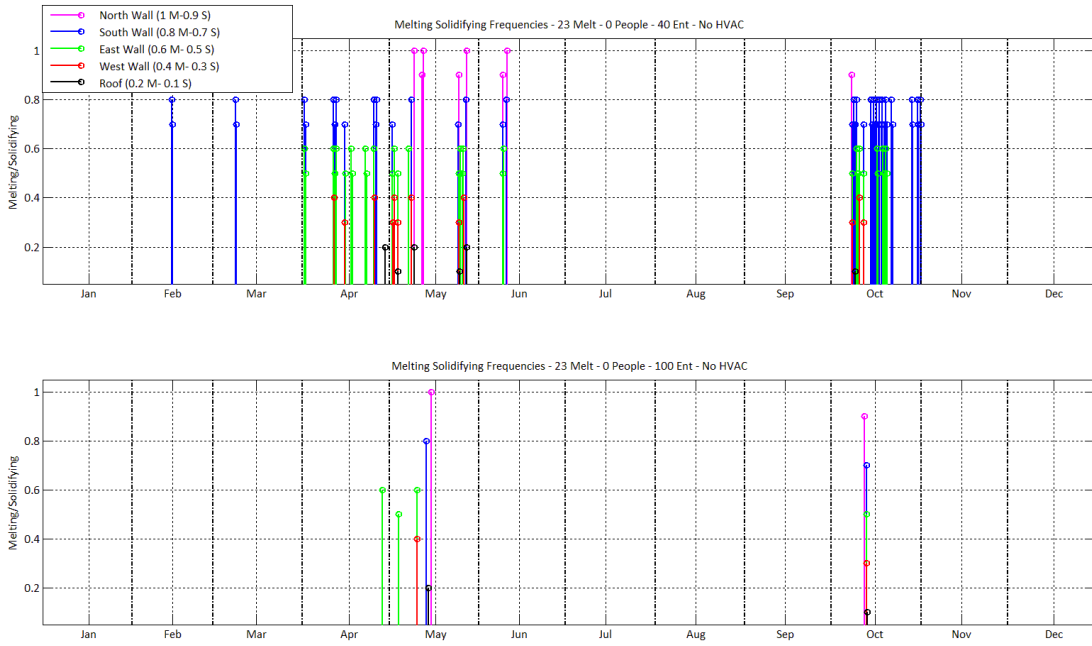 Melting Solidifying Frequencies - 23 M - 0 People - 40 Ent - No HVAC
North Wall (1 M-0.9 S)
South Wall (0.8 M-0.7 S)
East Wall (0.6 M- 0.5 S)
West Wall (0.4 M - 0.3 S)
Roof (0.2 M- 0.1 S)
Melting/Solidifying
1
0.8
0.6
0.4
0.2
Jan Feb Mar Apr May Jun Jul Aug Sep Oct Nov Dec
Melting Solidifying Frequencies - 23 Melt - 0 People - 100 Ent - No HVAC
Melting/Solidifying
1
0.8
0.6
0.4
0.2
Jan Feb Mar Apr May Jun Jul Aug Sep Oct Nov Dec